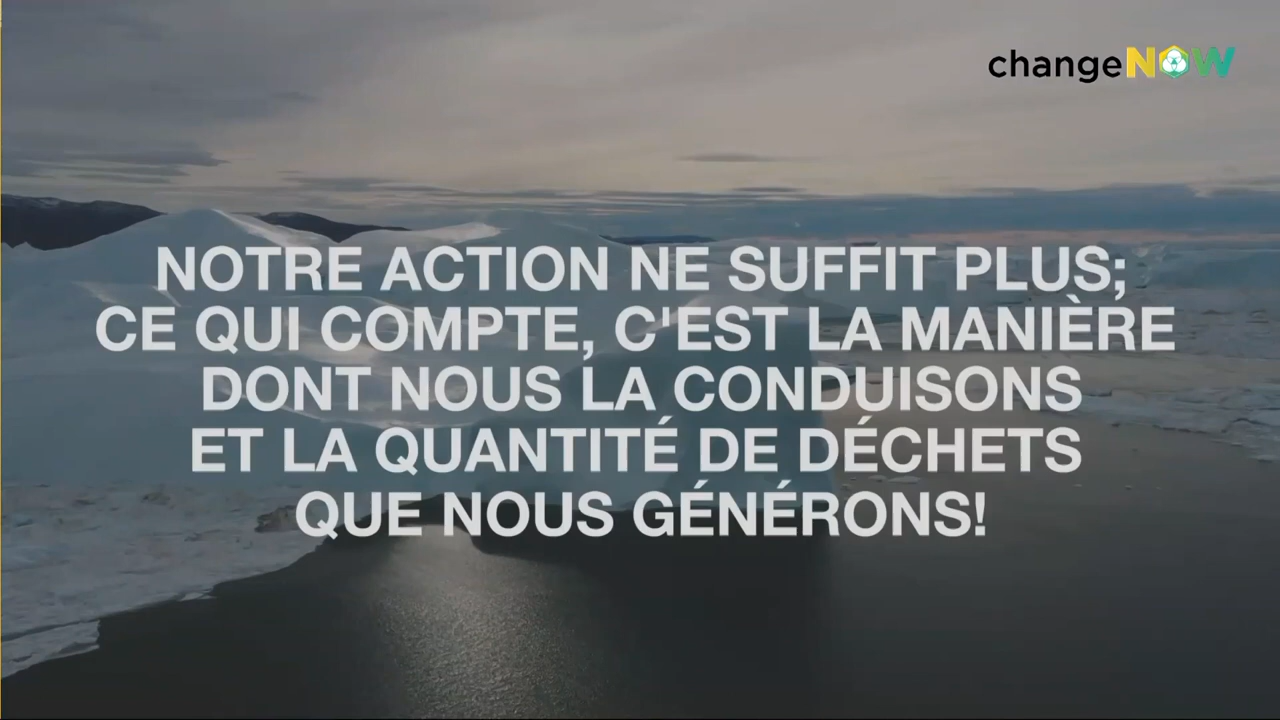 changeNOW
NOTRE ACTION NE SUFFIT PLUS;
CE QUI COMPTE, C'EST LA MANIÈRE
DONT NOUS LA CONDUISONS
ET LA QUANTITÉ DE DÉCHETS
QUE NOUS GÉNÉRONS!